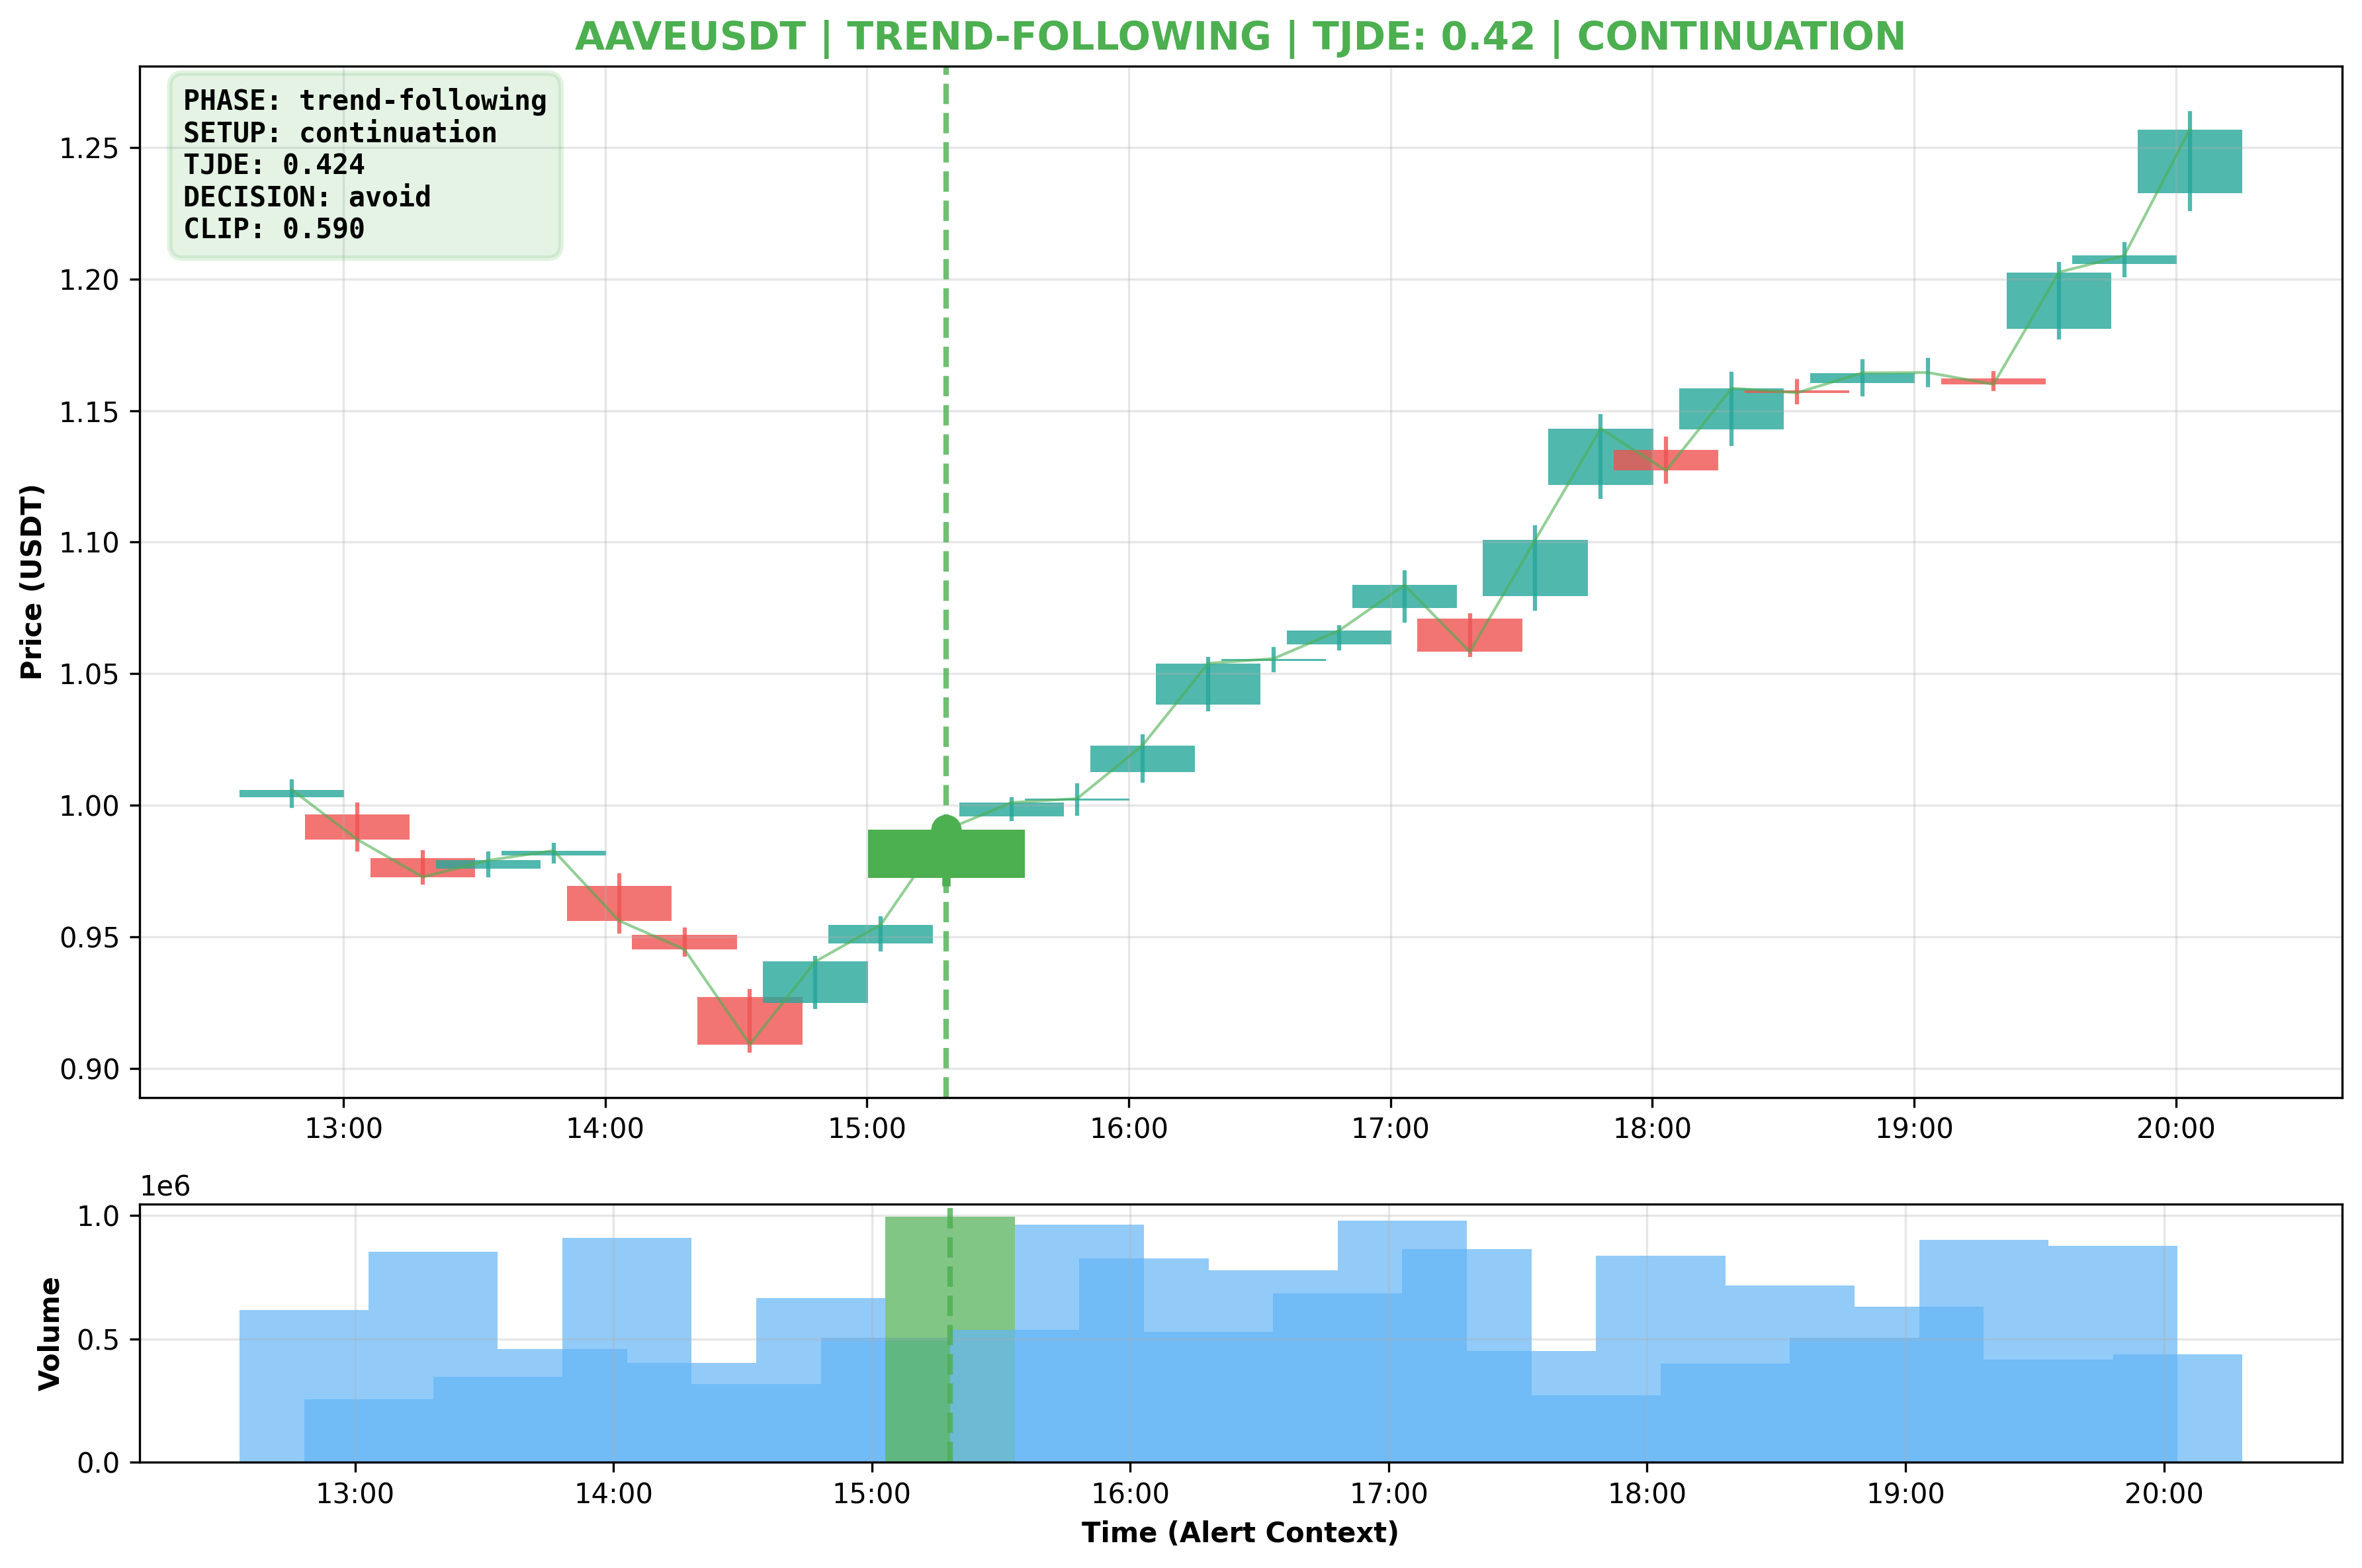 AAVEUSDT | TREND-FOLLOWING | TJDE: 0.42 | CONTINUATION
PHASE: trend-following
SETUP: continuation
TJDE: 0.424
DECISION: avoid
CLIP: 0.590
Price (USDT)
1.25
1.20
1.15
1.10
1.05
1.00
0.95
0.90
13:00 14:00 15:00 16:00 17:00 18:00 19:00 20:00
1e6
Volume
1.0
0.5
0.0
13:00 14:00 15:00 16:00 17:00 18:00 19:00 20:00
Time (Alert Context)